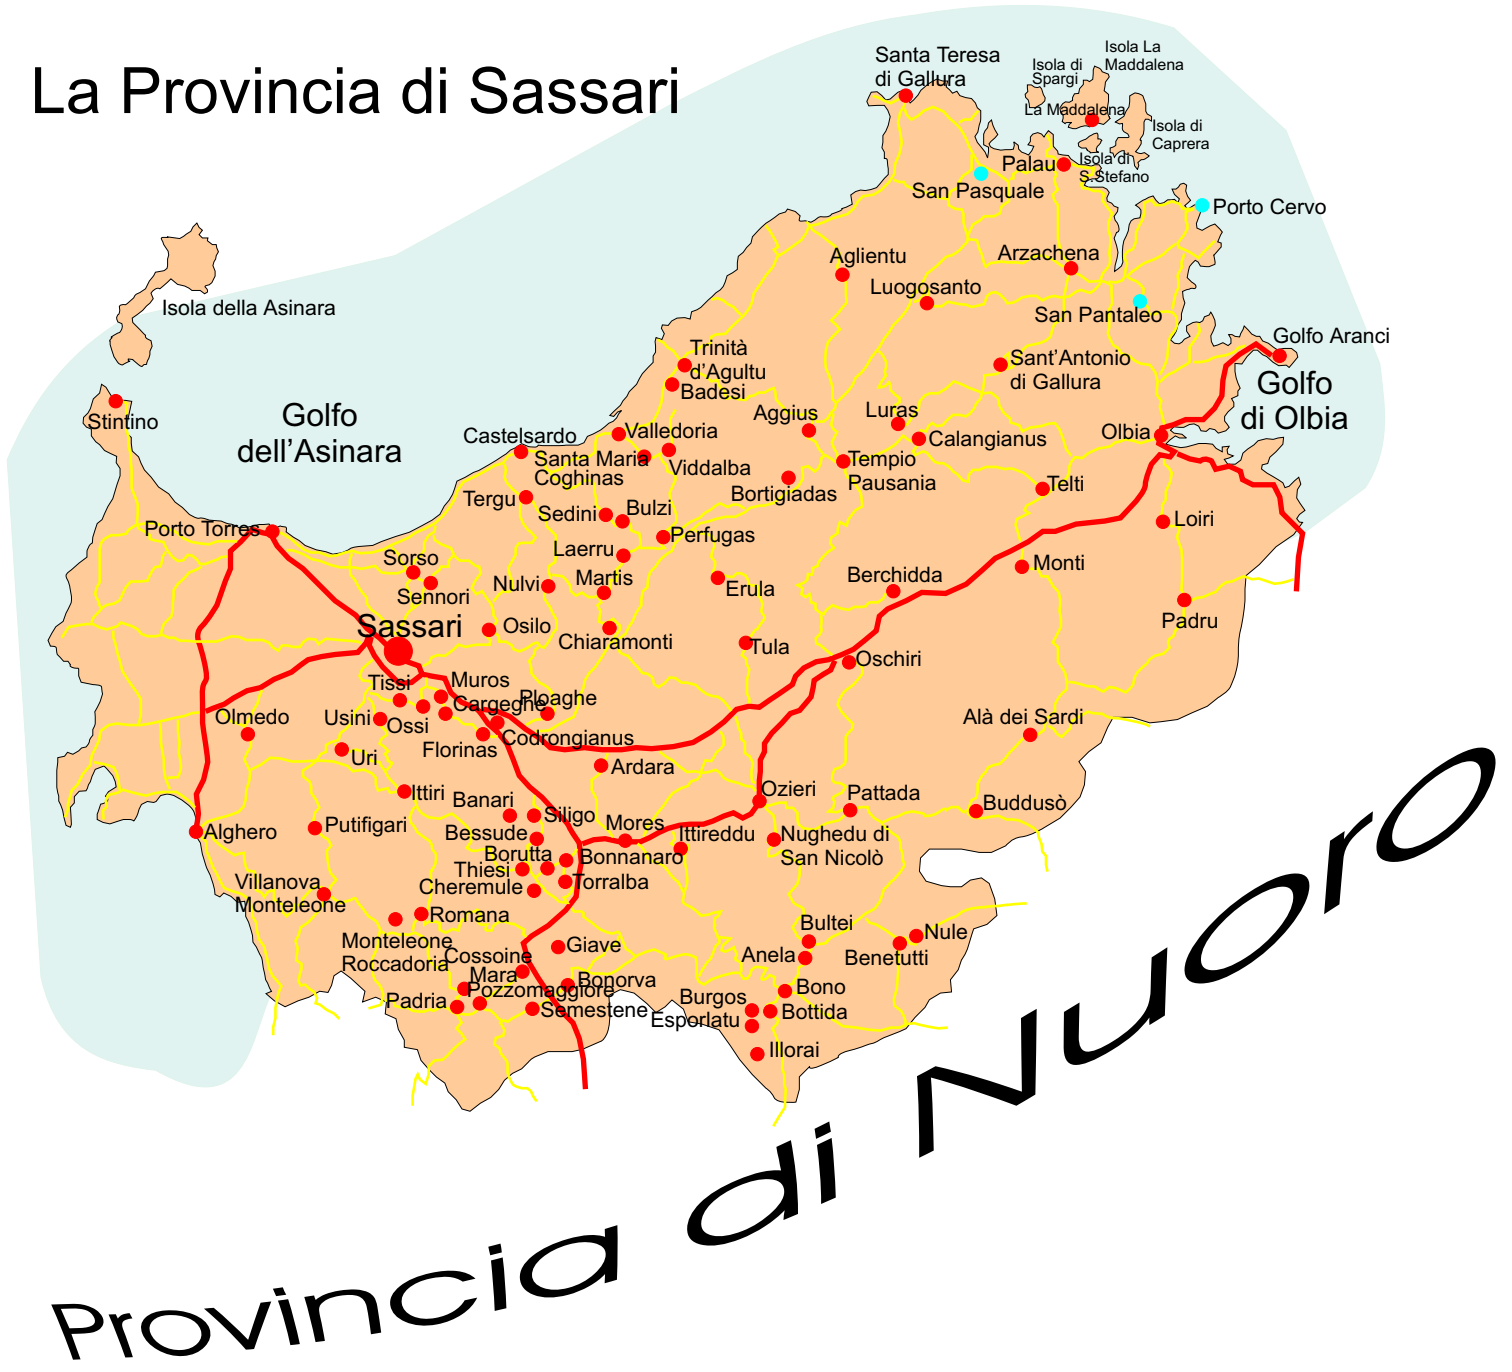 La Provincia di Sassari
Santa Teresa
di Gallura
Isola di
Spargi
Isola La
Maddalena
La Maddalena
Isola di
Caprera
Palau
Isola di
S.Stefano
San Pasquale
Porto Cervo
Aglientu
Arzachena
Luogosanto
San Pantaleo
Isola della Asinara
Golfo Aranci
Golfo
di Olbia
Trinità
d'Agultu
Badesi
Sant'Antonio
di Gallura
Stintino
Golfo
dell'Asinara
Aggius
Luras
Calangianus
Olbia
Castelsardo
Valledoria
Santa Maria
Coghinas
Viddalba
Tempio
Pausania
Bortigiadas
Telti
Tergu
Sedini
Bulzi
Loiri
Porto Torres
Perfugas
Laerru
Sorso
Sennori
Nulvi
Martis
Erula
Berchidda
Monti
Padru
Sassari
Osilo
Chiaramonti
Tula
Oschiri
Tissi
Muros
Cargeghe
Ploaghe
Olmedo
Usini
Ossi
Florinas
Codrongianus
Alà dei Sardi
Uri
Ardara
Ittiri
Banari
Siligo
Ozieri
Pattada
Buddusò
Alghero
Putifigari
Bessude
Mores
Ittireddu
Nughedu di
San Nicolò
Borutta
Bonnanaro
Thiesi
Cheremule
Torralba
Villanova
Monteleone
Romana
Monteleone
Roccadoria
Bultei
Nule
Benetutti
Anela
Giave
Cossoine
Mara
Bonorva
Pozzomaggiore
Padria
Semestene
Bono
Burgos
Bottida
Esporlatu
Illorai
Provincia di Nuoro